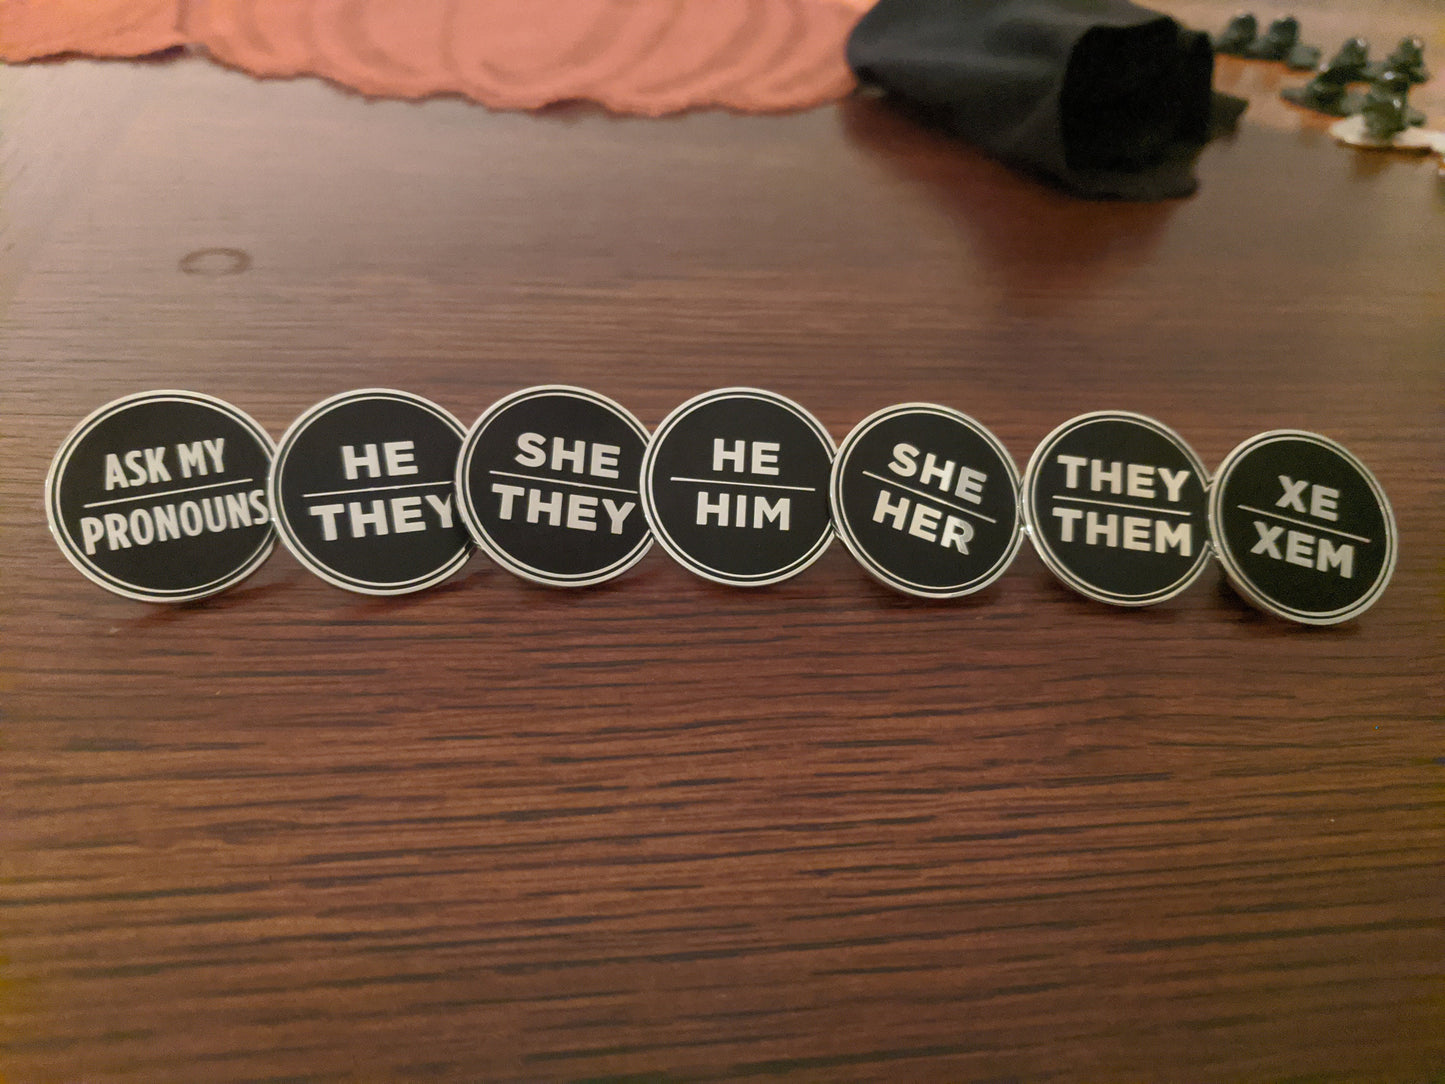 ASK MY
PRONOUNS
HE
THEY
SHE
THEY
HE
HIM
SHE
HER
THEY
THEM
XE
XEM